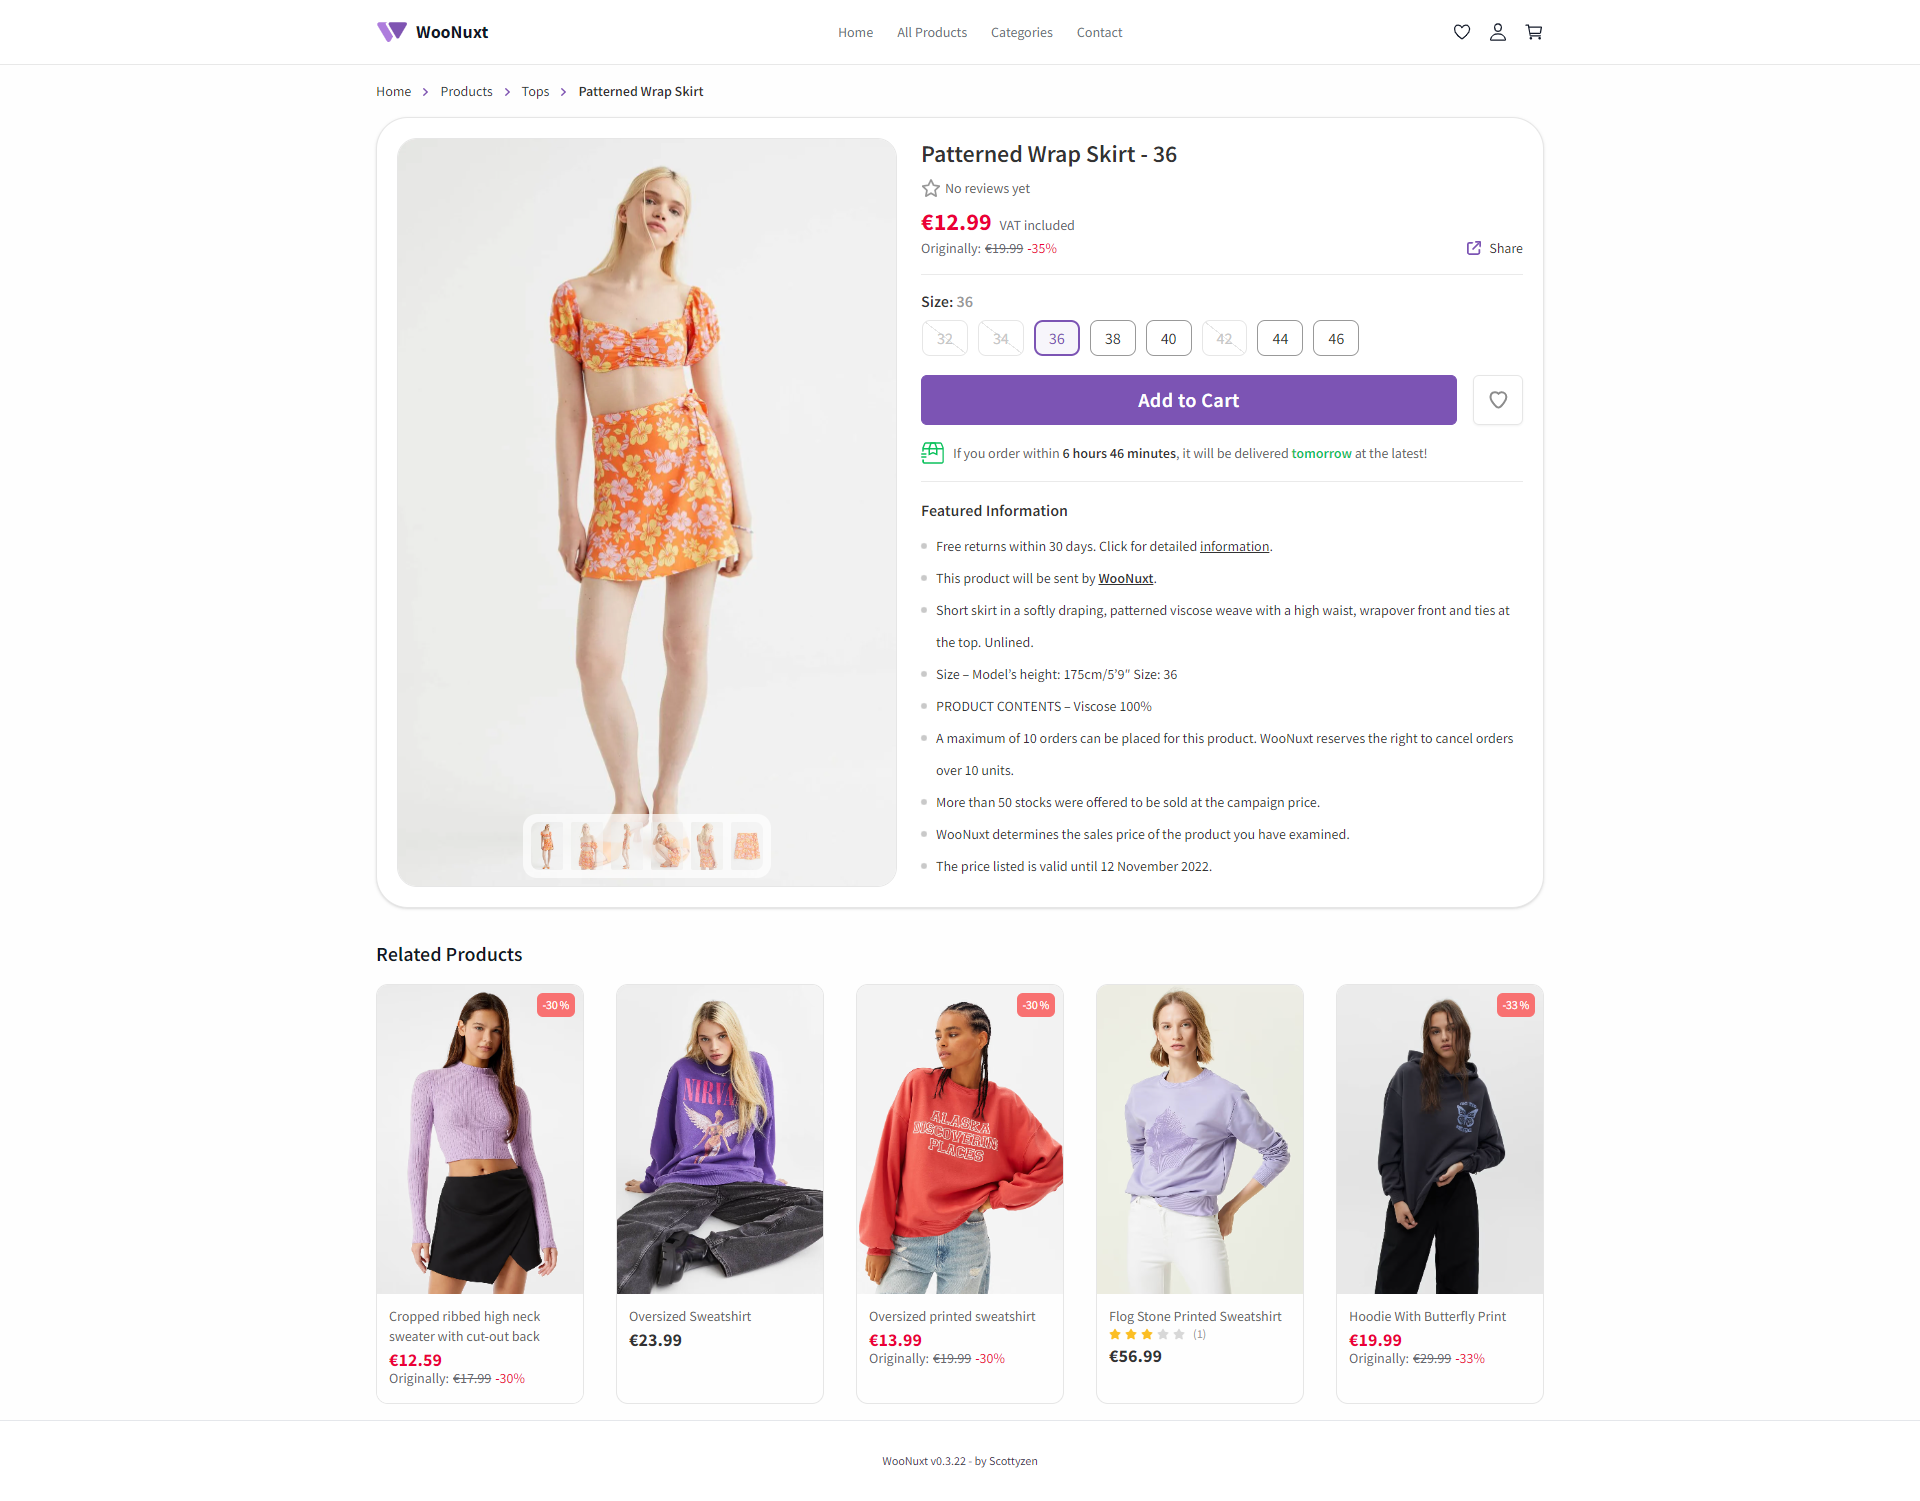 WooNuxt
Home All Products Categories Contact
Home Products Tops Patterned Wrap Skirt
Patterned Wrap Skirt - 36
No reviews yet
€12.99 VAT included
Originally: €19.99 -35%
Share
Size: 36
32 34 36 38 40 42 44 46
Add to Cart
If you order within 6 hours 46 minutes, it will be delivered tomorrow at the latest!
Featured Information
Free returns within 30 days. Click for detailed information.
This product will be sent by WooNuxt.
Short skirt in a softly draping, patterned viscose weave with a high waist, wrapover front and ties at
the top. Unlined.
Size – Model’s height: 175cm/5’9″ Size: 36
PRODUCT CONTENTS – Viscose 100%
A maximum of 10 orders can be placed for this product. WooNuxt reserves the right to cancel orders
over 10 units.
More than 50 stocks were offered to be sold at the campaign price.
WooNuxt determines the sales price of the product you have examined.
The price listed is valid until 12 November 2022.
Related Products
-30 %
Cropped ribbed high neck
sweater with cut-out back
€12.59
Originally: €17.99 -30%
NIRVA
Oversized Sweatshirt
€23.99
-30 %
ALASKA
DISCOVERIN
PLACES
Oversized printed sweatshirt
€13.99
Originally: €19.99 -30%
Flog Stone Printed Sweatshirt
(1)
€56.99
-33 %
Hoodie With Butterfly Print
€19.99
Originally: €29.99 -33%
WooNuxt v0.3.22 - by Scottyzen